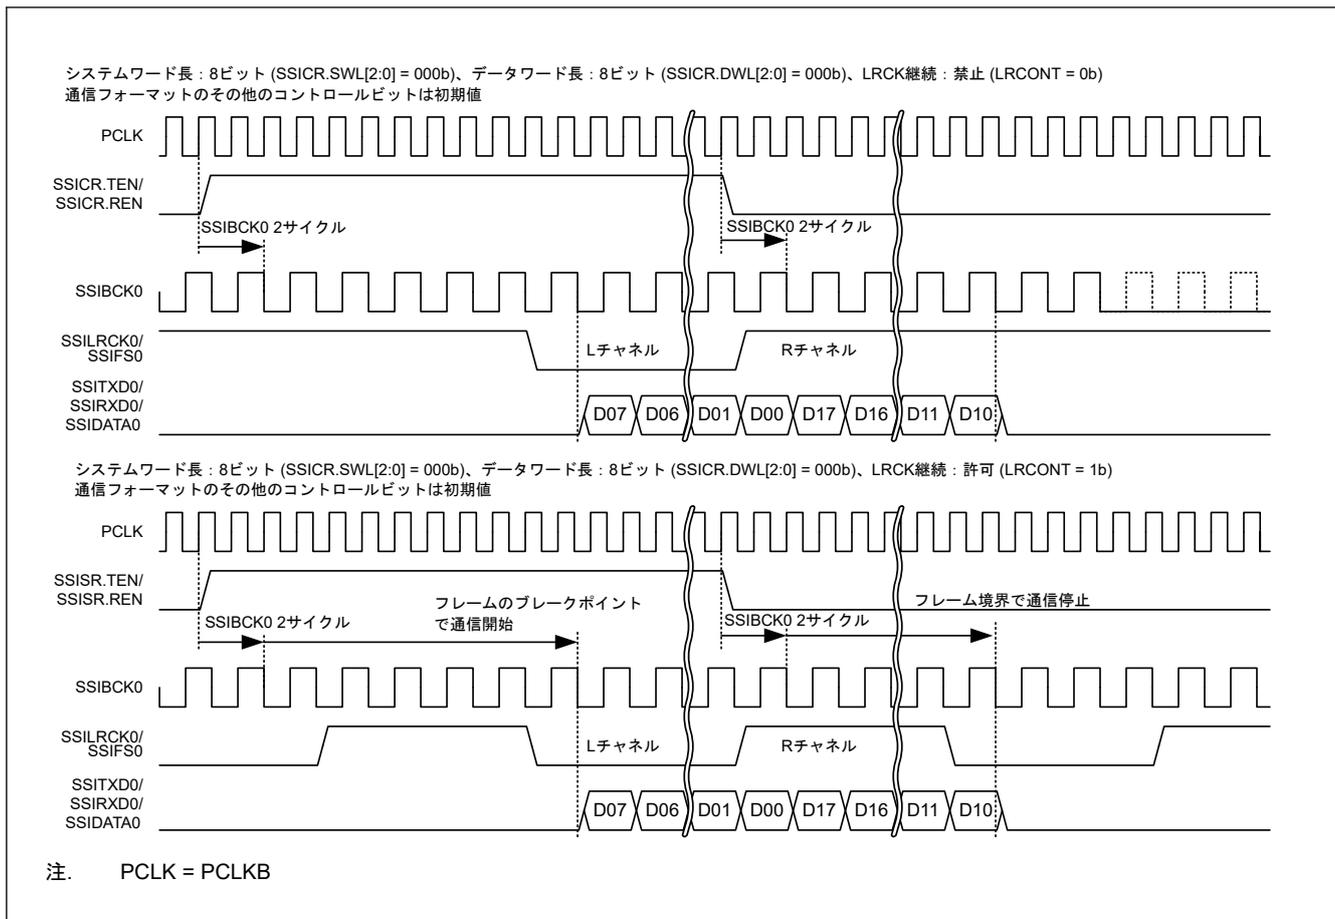 システムワード長：8ビット (SSICR.SWL[2:0] = 000b)、データワード長：8ビット (SSICR.DWL[2:0] = 000b)、LRCK継続：禁止 (LRCONT = 0b)
通信フォーマットのその他のコントロールビットは初期値
PCLK
SSICR.TEN/
SSICR.REN
SSIBCK0 2サイクル
SSIBCK0 2サイクル
SSIBCK0
SSILRCK0/
SSIFS0
Lチャネル
Rチャネル
SSITXD0/
SSIRXD0/
SSIDATA0
D07 D06 D01 D00 D17 D16 D11 D10
システムワード長：8ビット (SSICR.SWL[2:0] = 000b)、データワード長：8ビット (SSICR.DWL[2:0] = 000b)、LRCK継続：許可 (LRCONT = 1b)
通信フォーマットのその他のコントロールビットは初期値
PCLK
SSISR.TEN/
SSISR.REN
SSIBCK0 2サイクル
フレームのブレークポイント
で通信開始
SSIBCK0 2サイクル
フレーム境界で通信停止
SSIBCK0
SSILRCK0/
SSIFS0
Lチャネル
Rチャネル
SSITXD0/
SSIRXD0/
SSIDATA0
D07 D06 D01 D00 D17 D16 D11 D10
注. PCLK = PCLKB